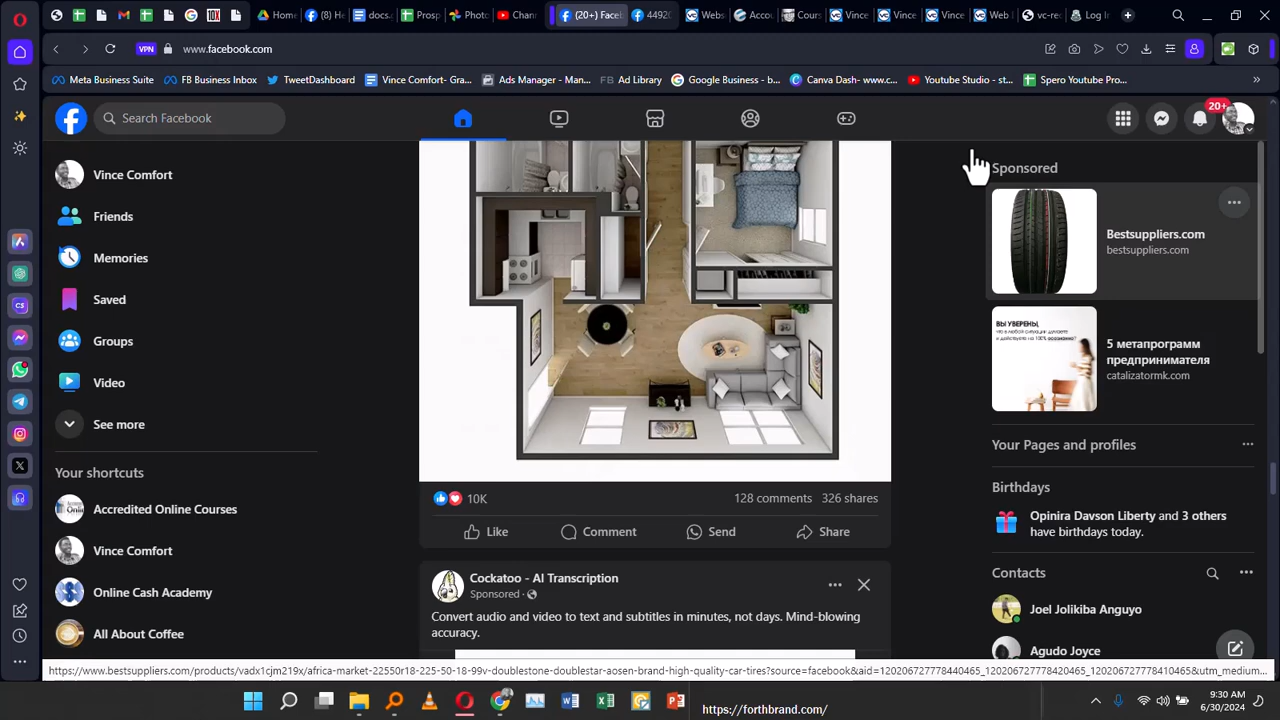 10X
Home
(8) H
docs.
Prosp
Photo
Chann
(20+) Faceb
4492
Webs
Accou
Cours
Vince
Vince
Vince
Web
vc-rec
Log In
VPN
www.facebook.com
Meta Business Suite
FB Business Inbox
TweetDashboard
Vince Comfort- Gra...
Ads Manager - Man...
FB Ad Library
Google Business - b...
Canva Dash- www.c...
Youtube Studio - st...
Spero Youtube Pro...
Search Facebook
20+
Vince Comfort
Friends
Memories
Saved
Groups
Video
See more
Your shortcuts
Accredited Online Courses
Vince Comfort
Online Cash Academy
All About Coffee
10K
128 comments 326 shares
Like Comment Send Share
Cockatoo - AI Transcription
Sponsored ·
Convert audio and video to text and subtitles in minutes, not days. Mind-blowing
accuracy.
Sponsored
Bestsuppliers.com
bestsuppliers.com
ВЫ УВЕРЕНЫ,
5 метапрограмм
предпринимателя
catalizatormk.com
Your Pages and profiles
Birthdays
Opinira Davson Liberty and 3 others
have birthdays today.
Contacts
Joel Jolikiba Anguyo
Agudo Joyce
https://www.bestsuppliers.com/products/vadx1cjm219x/africa-market-22550r18-225-50-18-99v-doublestone-doublestar-aosen-brand-high-quality-car-tires?source=facebook&aid=120206727778440465_120206727778420465_120206727778410465&utm_medium...
https://forthbrand.com/
9:30 AM
6/30/2024